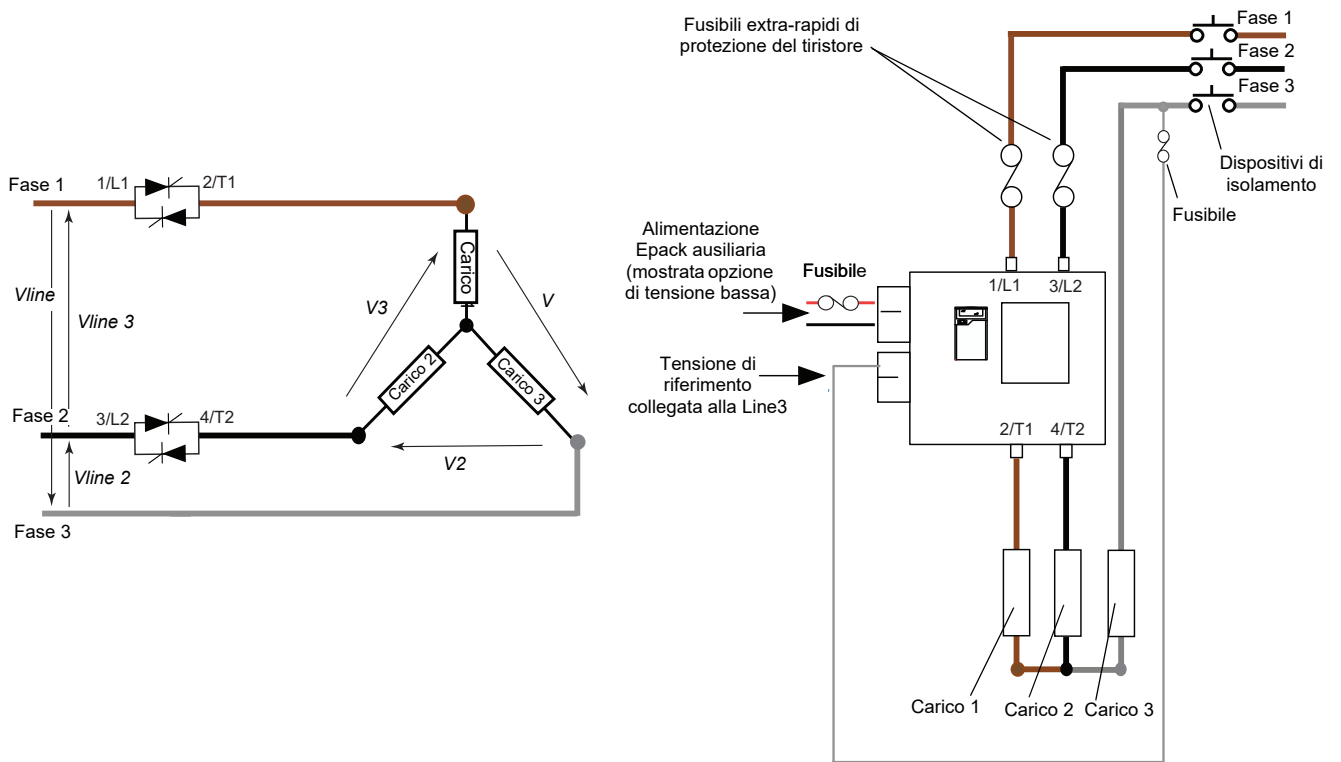 Fase 1
1/L1
2/T1
Vline
Vline 3
Carico
V3
V
Carico 2
Carico 3
Fase 2
3/L2
4/T2
V2
Vline 2
Fase 3
Fusibili extra-rapidi di
protezione del tiristore
Fase 1
Fase 2
Fase 3
Dispositivi di
isolamento
Fusibile
Alimentazione
Epack ausiliaria
(mostrata opzione
di tensione bassa)
Fusibile
1/L1
3/L2
Tensione di
riferimento
collegata alla Line3
2/T1
4/T2
Carico 1
Carico 2
Carico 3